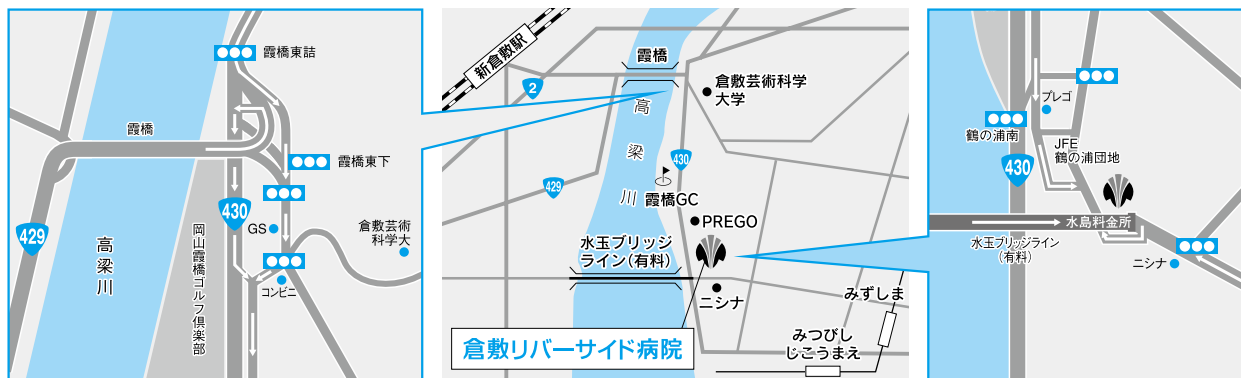 霞橋東詰
霞橋
霞橋東下
430
429
GS
倉敷芸術
科学大
高梁川
岡山霞橋ゴルフ倶楽部
コンビニ
新倉敷駅
2
霞橋
倉敷芸術科学
大学
高梁川
430
429
霞橋GC
PREGO
水玉ブリッジ
ライン(有料)
ニシナ
みずしま
みつびし
じこうまえ
倉敷リバーサイド病院
プレゴ
鶴の浦南
JFE
鶴の浦団地
430
水島料金所
水玉ブリッジライン
(有料)
ニシナ